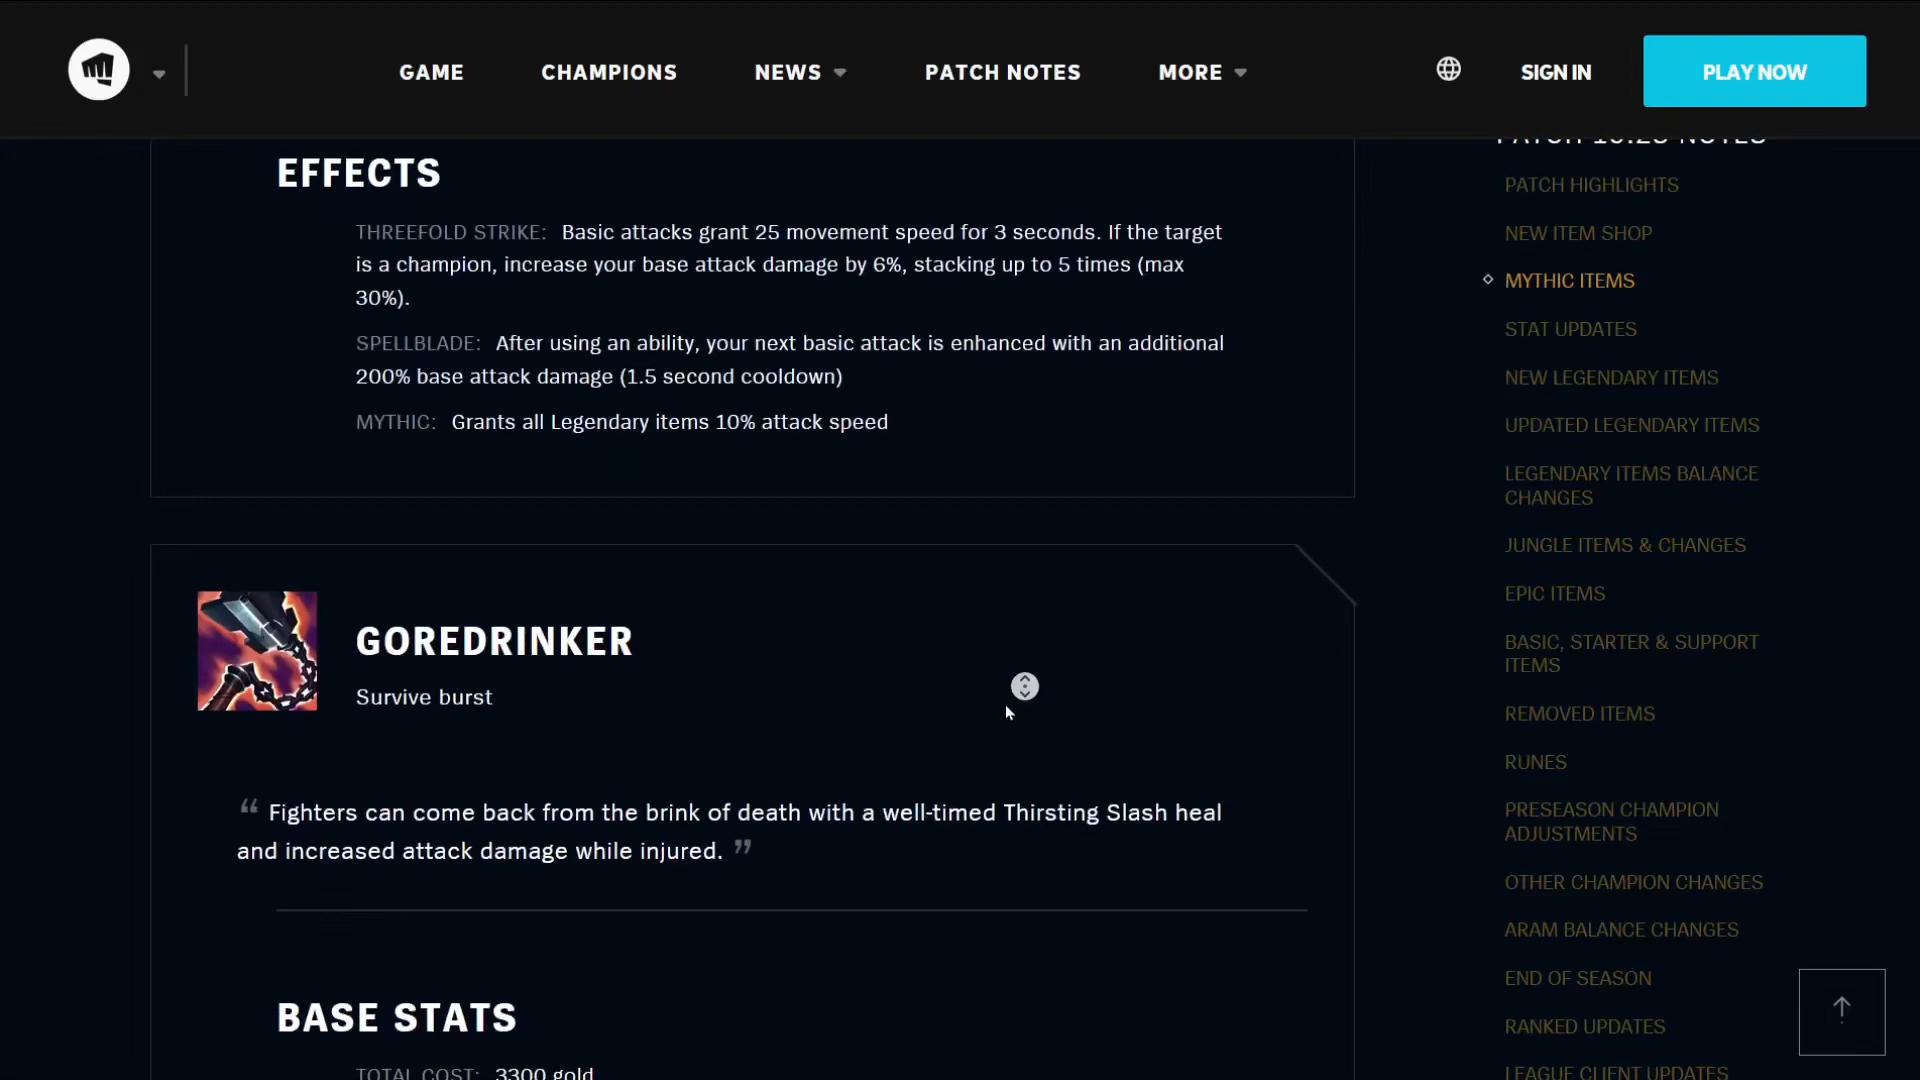 GAME
CHAMPIONS
NEWS
PATCH NOTES
MORE
SIGN IN
PLAY NOW
EFFECTS
THREEFOLD STRIKE: Basic attacks grant 25 movement speed for 3 seconds. If the target
is a champion, increase your base attack damage by 6%, stacking up to 5 times (max
30%).
SPELLBLADE: After using an ability, your next basic attack is enhanced with an additional
200% base attack damage (1.5 second cooldown)
MYTHIC: Grants all Legendary items 10% attack speed
GOREDRINKER
Survive burst
“ Fighters can come back from the brink of death with a well-timed Thirsting Slash heal
and increased attack damage while injured. ”
BASE STATS
TOTAL COST: 3300 gold
PATCH 10.23 NOTES
PATCH HIGHLIGHTS
NEW ITEM SHOP
MYTHIC ITEMS
STAT UPDATES
NEW LEGENDARY ITEMS
UPDATED LEGENDARY ITEMS
LEGENDARY ITEMS BALANCE
CHANGES
JUNGLE ITEMS & CHANGES
EPIC ITEMS
BASIC, STARTER & SUPPORT
ITEMS
REMOVED ITEMS
RUNES
PRESEASON CHAMPION
ADJUSTMENTS
OTHER CHAMPION CHANGES
ARAM BALANCE CHANGES
END OF SEASON
RANKED UPDATES
LEAGUE CLIENT UPDATES